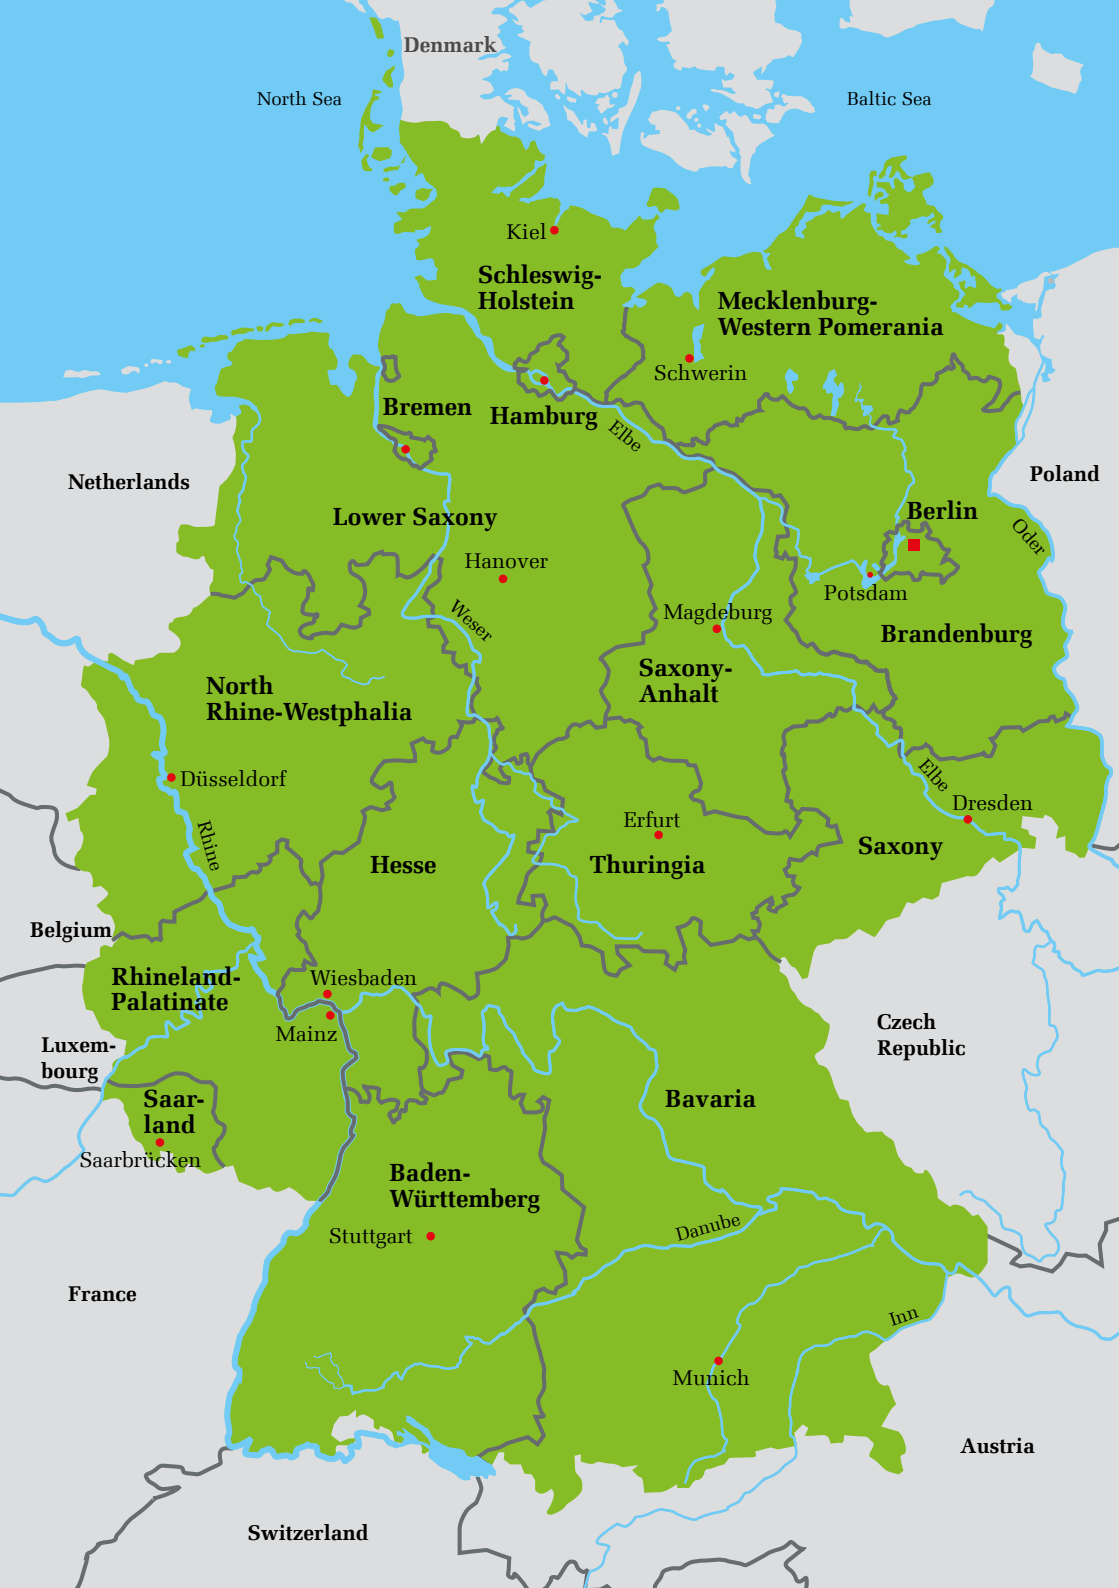 Denmark
North Sea
Baltic Sea
Kiel
Schleswig-
Holstein
Mecklenburg-
Western Pomerania
Schwerin
Bremen
Hamburg
Elbe
Netherlands
Poland
Lower Saxony
Berlin
Oder
Hanover
Potsdam
Weser
Magdeburg
Brandenburg
Saxony-
Anhalt
North
Rhine-Westphalia
Düsseldorf
Elbe
Dresden
Rhine
Erfurt
Saxony
Hesse
Thuringia
Belgium
Rhineland-
Palatinate
Wiesbaden
Mainz
Czech
Republic
Luxem-
bourg
Saar-
land
Saarbrücken
Bavaria
Baden-
Württemberg
Stuttgart
Danube
France
Inn
Munich
Austria
Switzerland